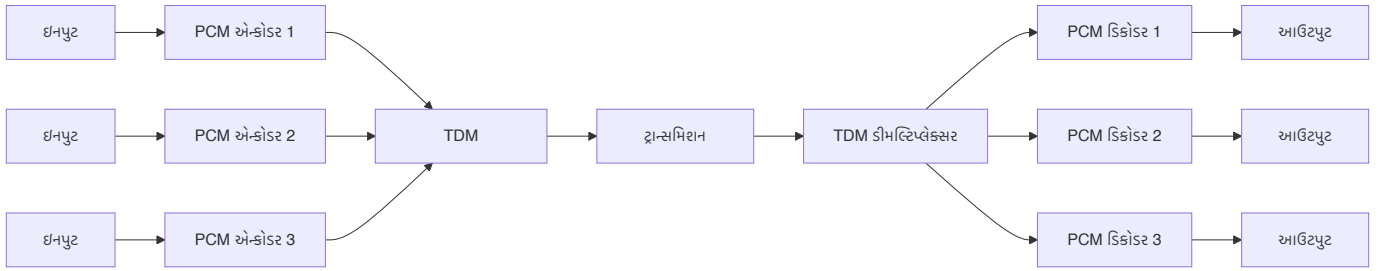 ઇનપુટ
PCM એન્કોડર 1
PCM ડિકોડર 1
આઉટપુટ
ઇનપુટ
PCM એન્કોડર 2
TDM
ટ્રાન્સમિશન
TDM ડીમલ્ટિપ્લેક્સર
PCM ડિકોડર 2
આઉટપુટ
ઇનપુટ
PCM એન્કોડર 3
PCM ડિકોડર 3
આઉટપુટ